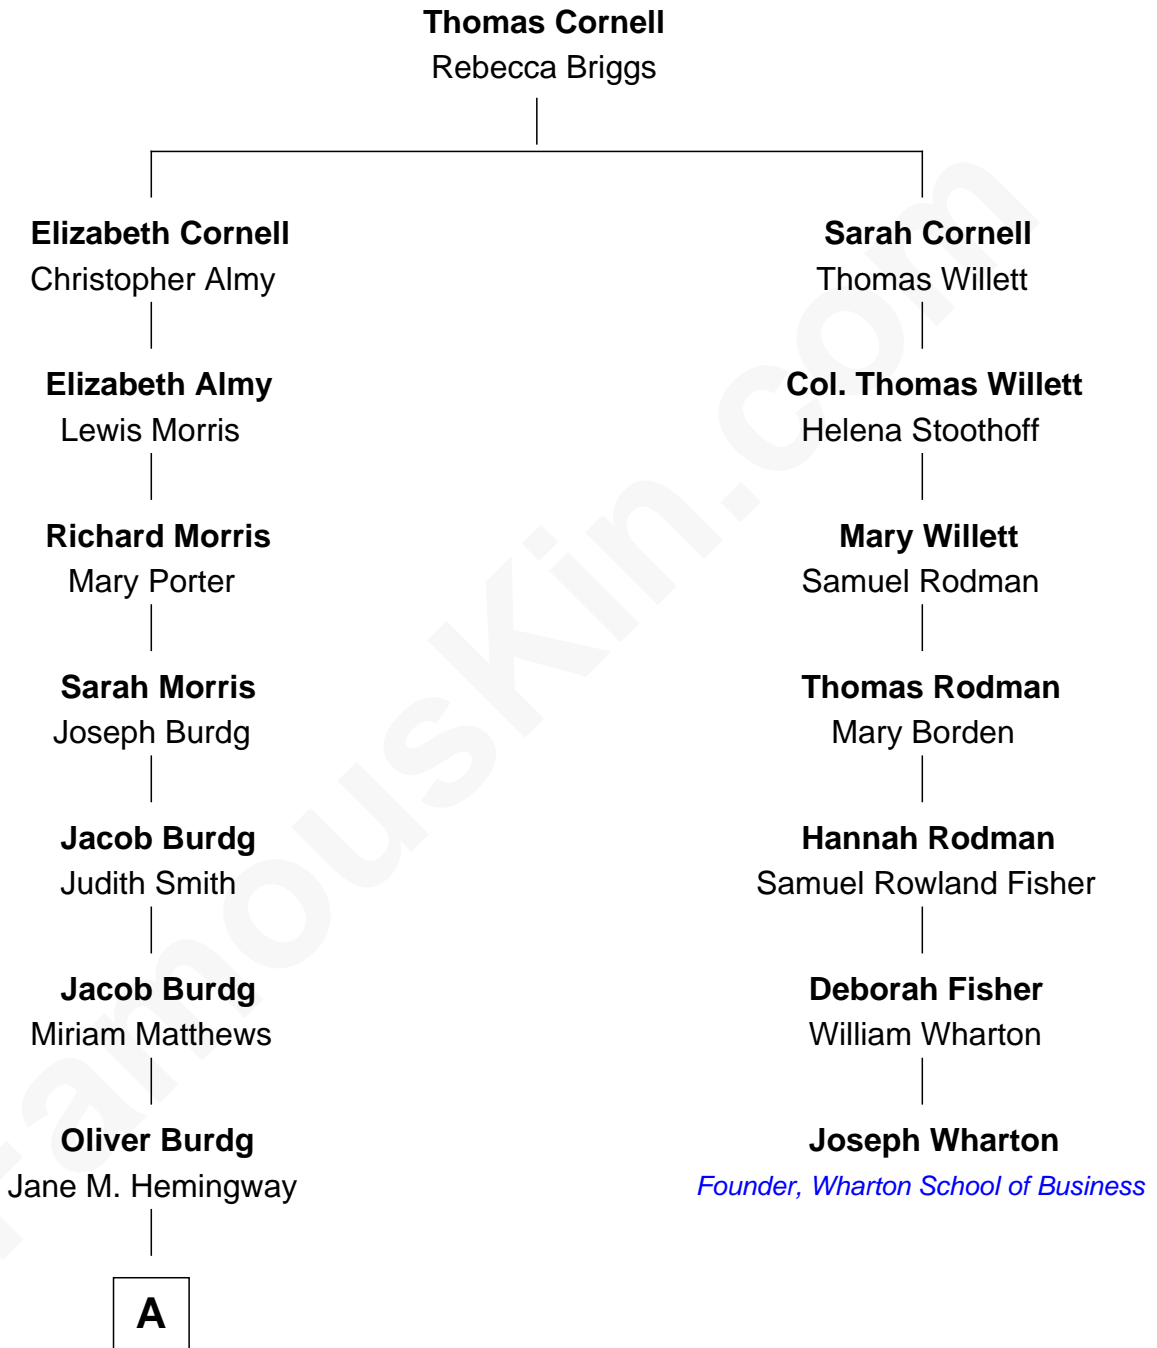 Thomas Cornell
Rebecca Briggs
Elizabeth Cornell
Christopher Almy
Sarah Cornell
Thomas Willett
Elizabeth Almy
Lewis Morris
Col. Thomas Willett
Helena Stoothoff
Richard Morris
Mary Porter
Mary Willett
Samuel Rodman
Sarah Morris
Joseph Burdg
Thomas Rodman
Mary Borden
Jacob Burdg
Judith Smith
Hannah Rodman
Samuel Rowland Fisher
Jacob Burdg
Miriam Matthews
Deborah Fisher
William Wharton
Oliver Burdg
Jane M. Hemingway
Joseph Wharton
Founder, Wharton School of Business
A
FamousKin.com